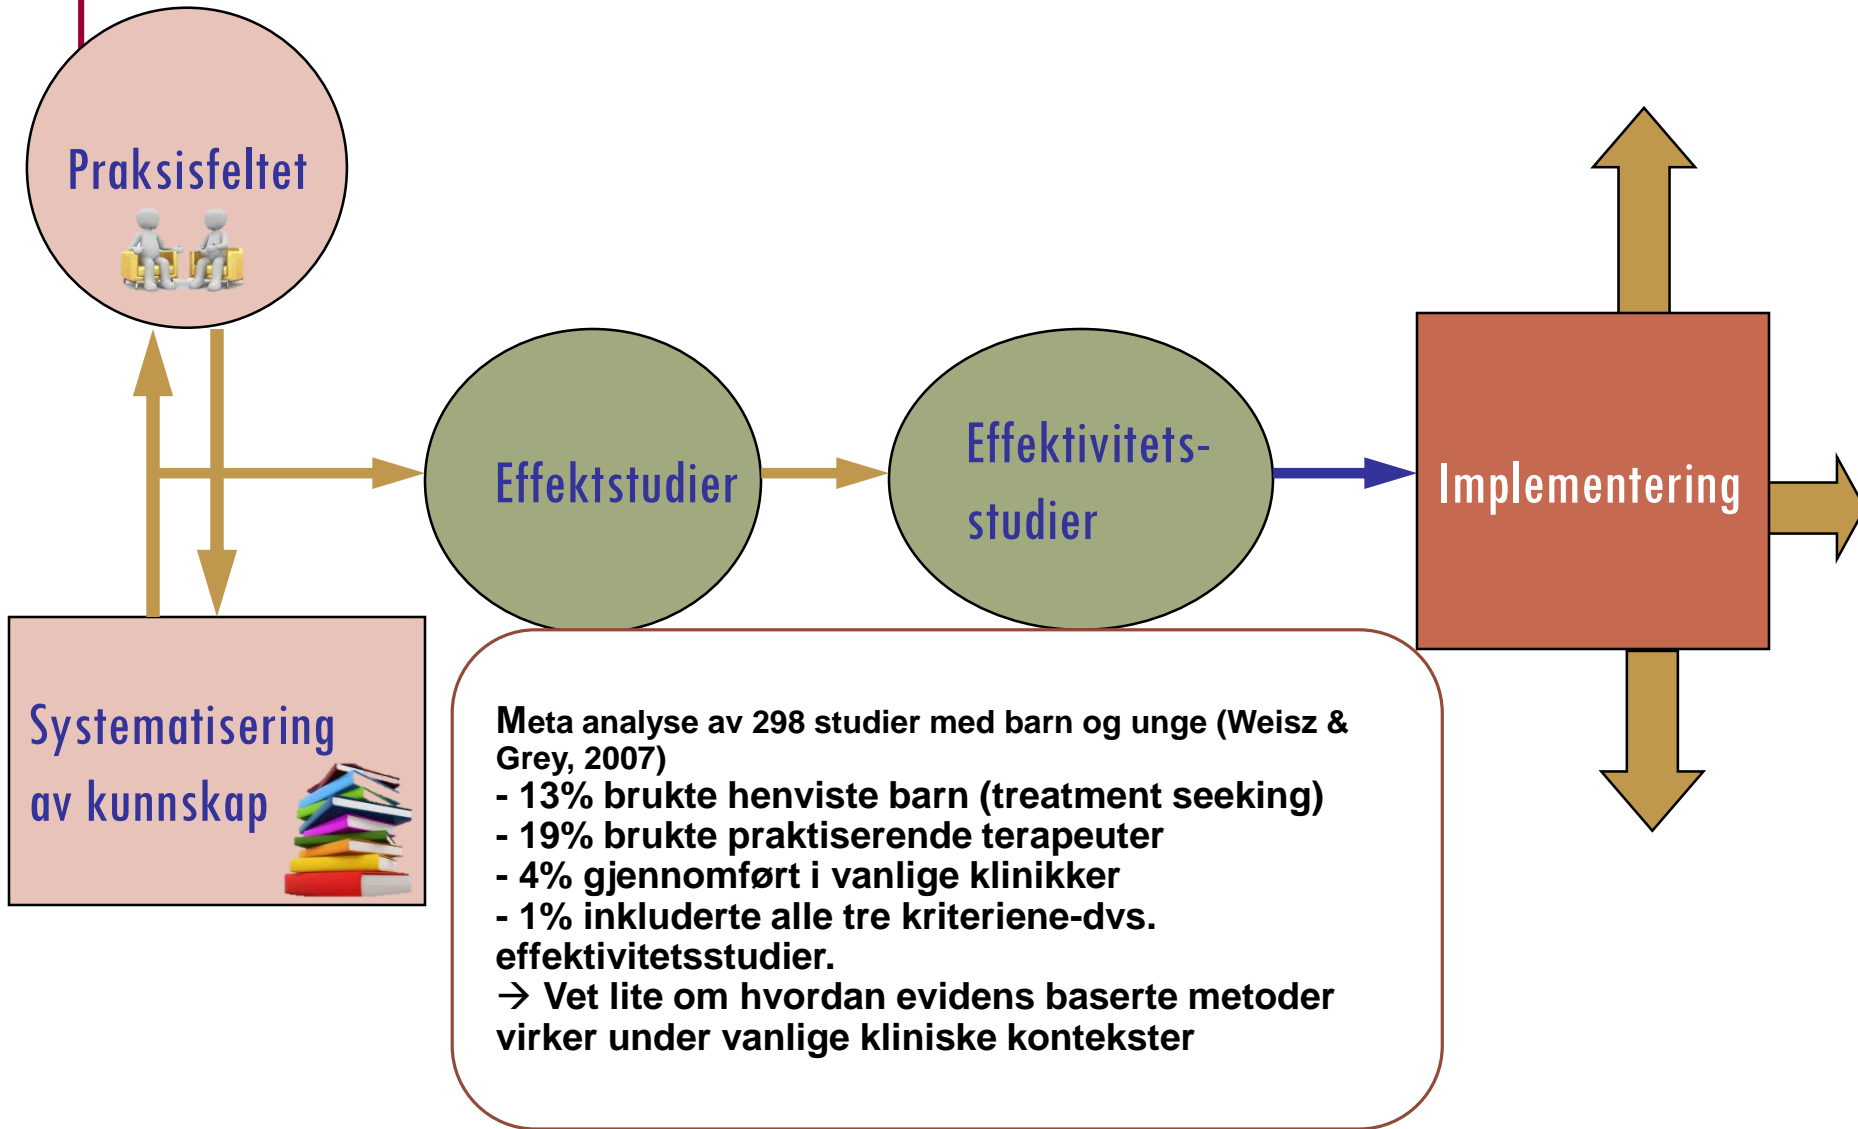 Praksisfeltet
Effektstudier
Effektivitets-
studier
Implementering
Systematisering
av kunnskap
Meta analyse av 298 studier med barn og unge (Weisz &
Grey, 2007)
- 13% brukte henviste barn (treatment seeking)
- 19% brukte praktiserende terapeuter
- 4% gjennomført i vanlige klinikker
- 1% inkluderte alle tre kriteriene-dvs.
effektivitetsstudier.
→ Vet lite om hvordan evidens baserte metoder
virker under vanlige kliniske kontekster